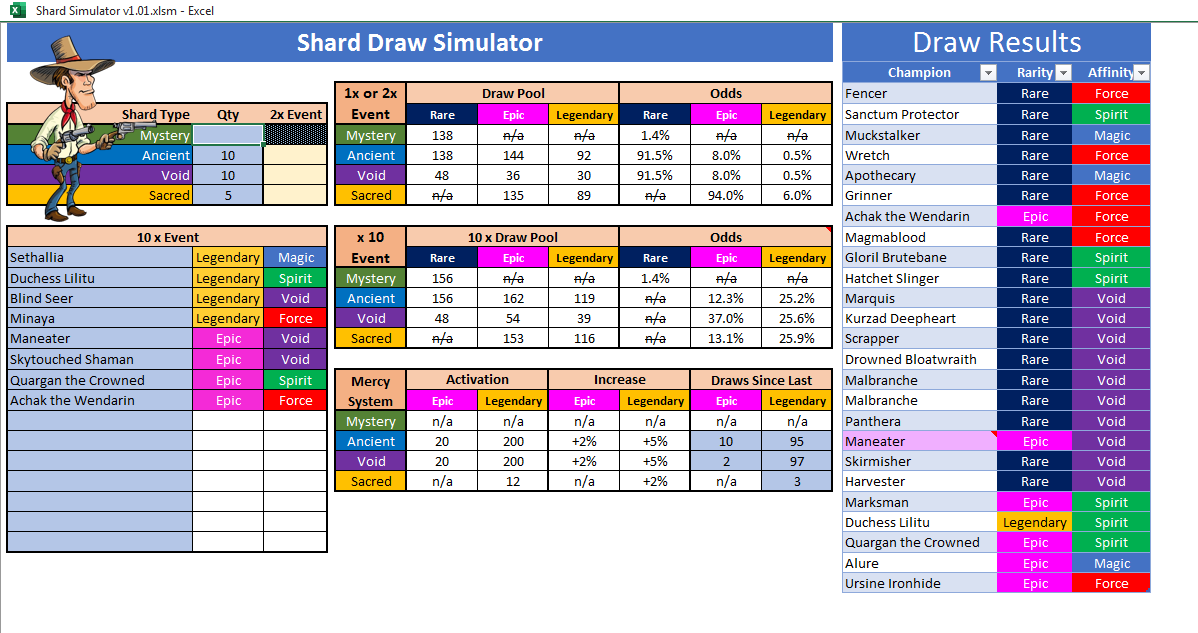 Shard Simulator v1.01.xlsm - Excel
Shard Draw Simulator
Shard Type Qty 2x Event
Mystery
Ancient 10
Void 10
Sacred 5
10 x Event
Sethallia Legendary Magic
Duchess Lilitu Legendary Spirit
Blind Seer Legendary Void
Minaya Legendary Force
Maneater Epic Void
Skytouched Shaman Epic Void
Quargan the Crowned Epic Spirit
Achak the Wendarin Epic Force
1x or 2x Draw Pool Odds
Event Rare Epic Legendary Rare Epic Legendary
Mystery 138 n/a n/a 1.4% n/a n/a
Ancient 138 144 92 91.5% 8.0% 0.5%
Void 48 36 30 91.5% 8.0% 0.5%
Sacred n/a 135 89 n/a 94.0% 6.0%
x 10 10 x Draw Pool Odds
Event Rare Epic Legendary Rare Epic Legendary
Mystery 156 n/a n/a 1.4% n/a n/a
Ancient 156 162 119 n/a 12.3% 25.2%
Void 48 54 39 n/a 37.0% 25.6%
Sacred n/a 153 116 n/a 13.1% 25.9%
Mercy Activation Increase Draws Since Last
System Epic Legendary Epic Legendary Epic Legendary
Mystery n/a n/a n/a n/a n/a n/a
Ancient 20 200 +2% +5% 10 95
Void 20 200 +2% +5% 2 97
Sacred n/a 12 n/a +2% n/a 3
Draw Results
Champion Rarity Affinity
Fencer Rare Force
Sanctum Protector Rare Spirit
Muckstalker Rare Magic
Wretch Rare Force
Apothecary Rare Magic
Grinner Rare Force
Achak the Wendarin Epic Force
Magmablood Rare Force
Gloril Brutebane Rare Spirit
Hatchet Slinger Rare Spirit
Marquis Rare Void
Kurzad Deepheart Rare Void
Scrapper Rare Void
Drowned Bloatwraith Rare Void
Malbranche Rare Void
Malbranche Rare Void
Panthera Rare Void
Maneater Epic Void
Skirmisher Rare Void
Harvester Rare Void
Marksman Epic Spirit
Duchess Lilitu Legendary Spirit
Quargan the Crowned Epic Spirit
Alure Epic Magic
Ursine Ironhide Epic Force